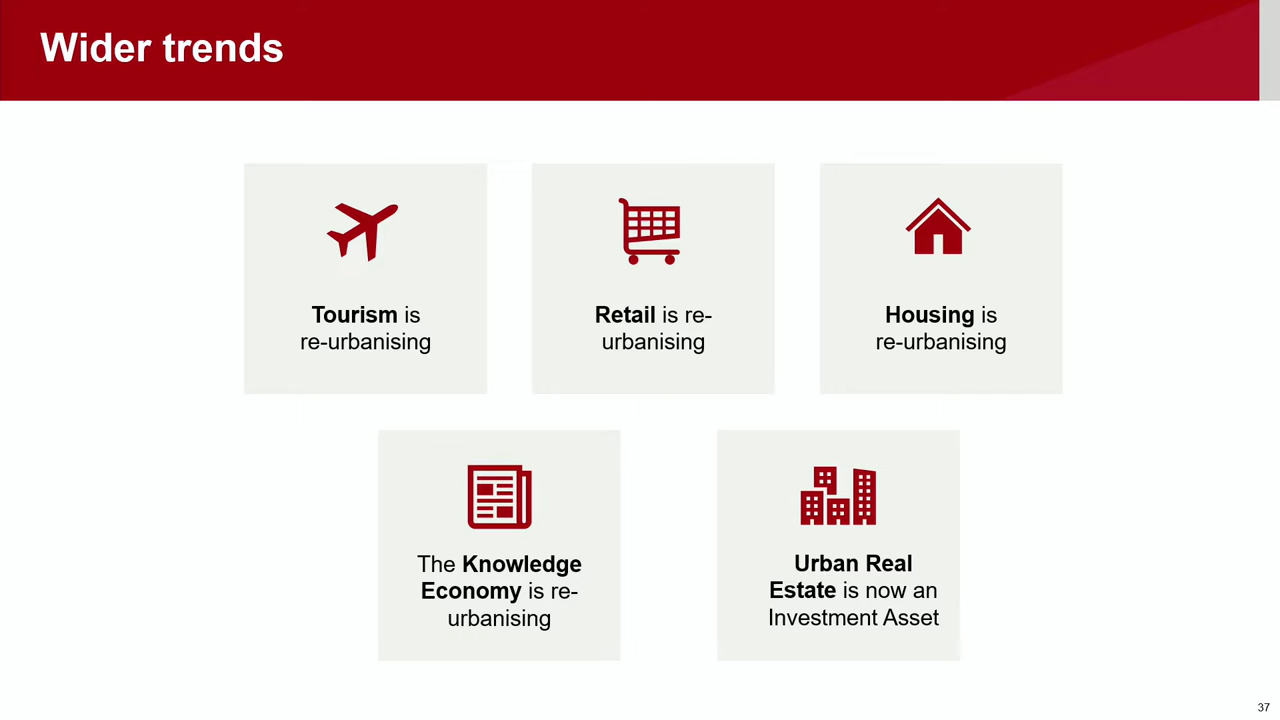 Wider trends
Tourism is
re-urbanising
Retail is re-
urbanising
Housing is
re-urbanising
The Knowledge
Economy is re-
urbanising
Urban Real
Estate is now an
Investment Asset
37